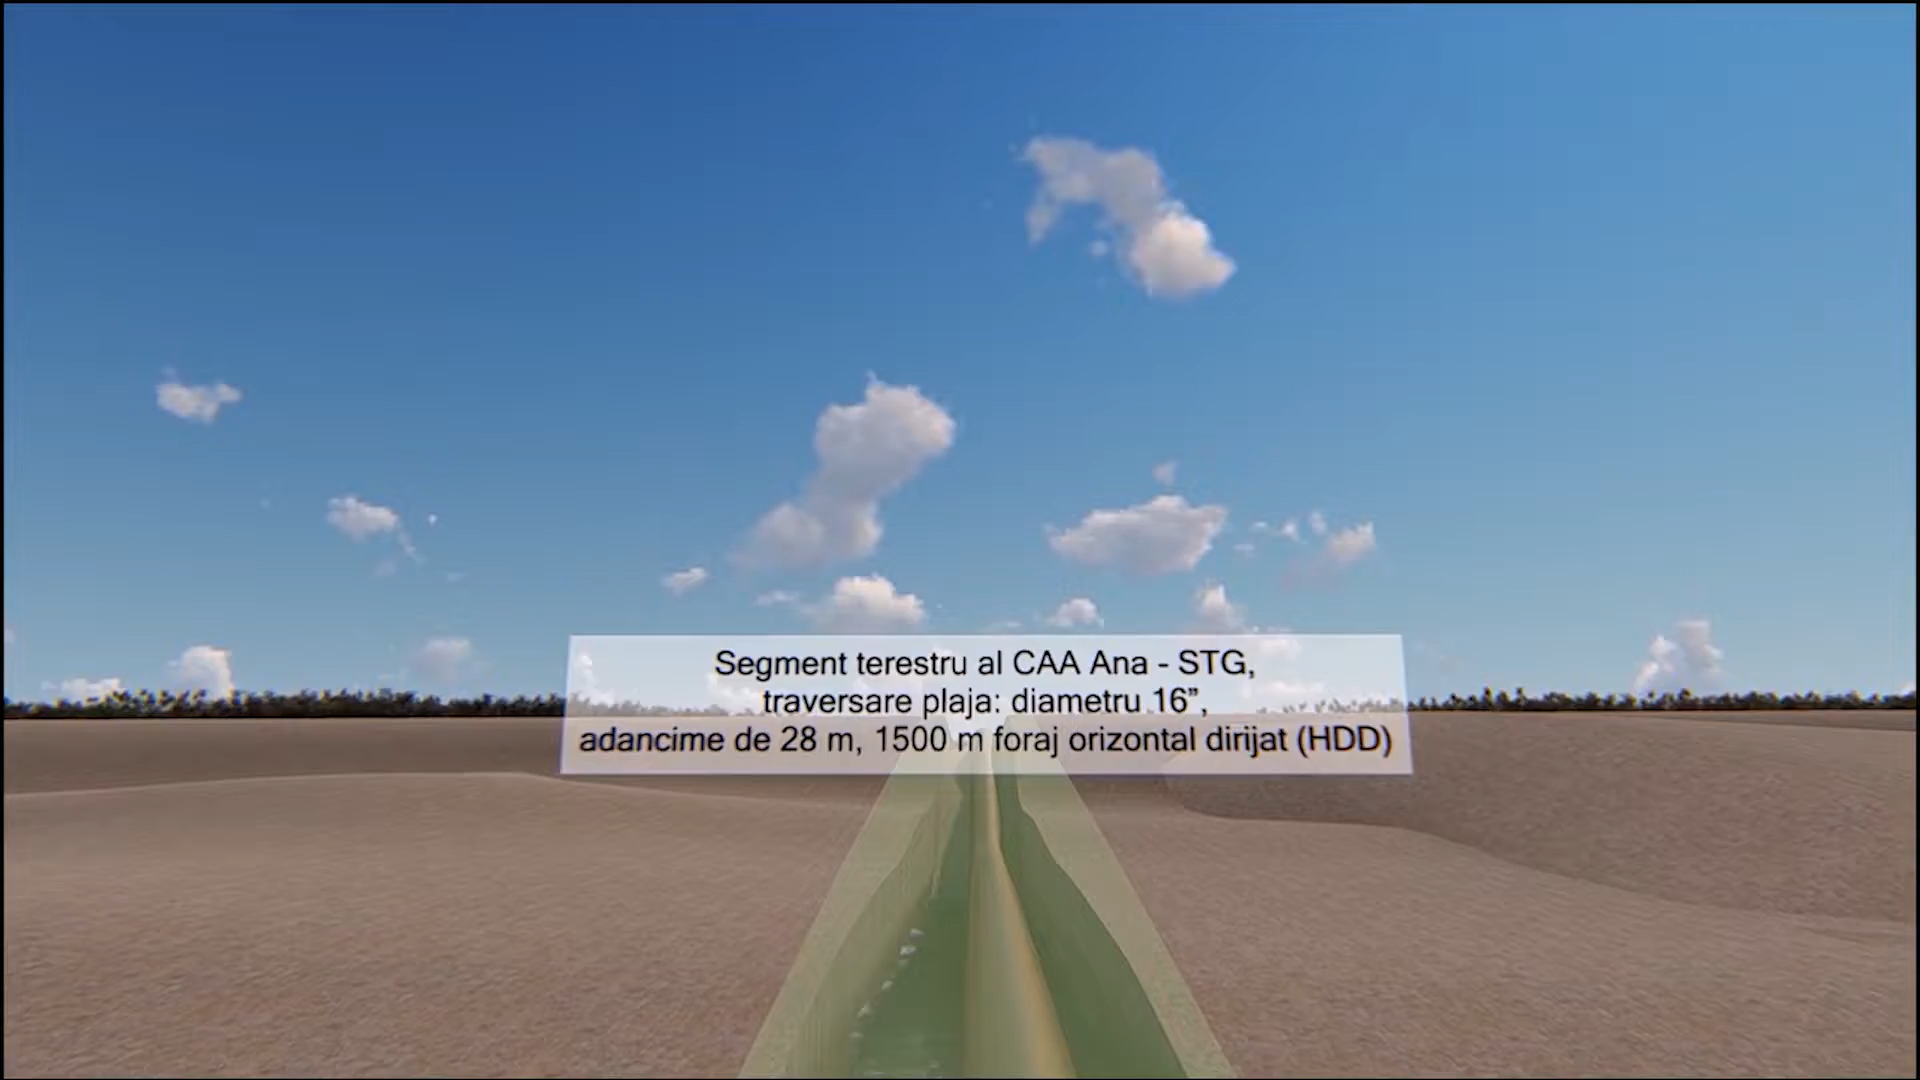 Segment terestru al CAA Ana - STG,
traversare plaja: diametru 16”,
adancime de 28 m, 1500 m foraj orizontal dirijat (HDD)